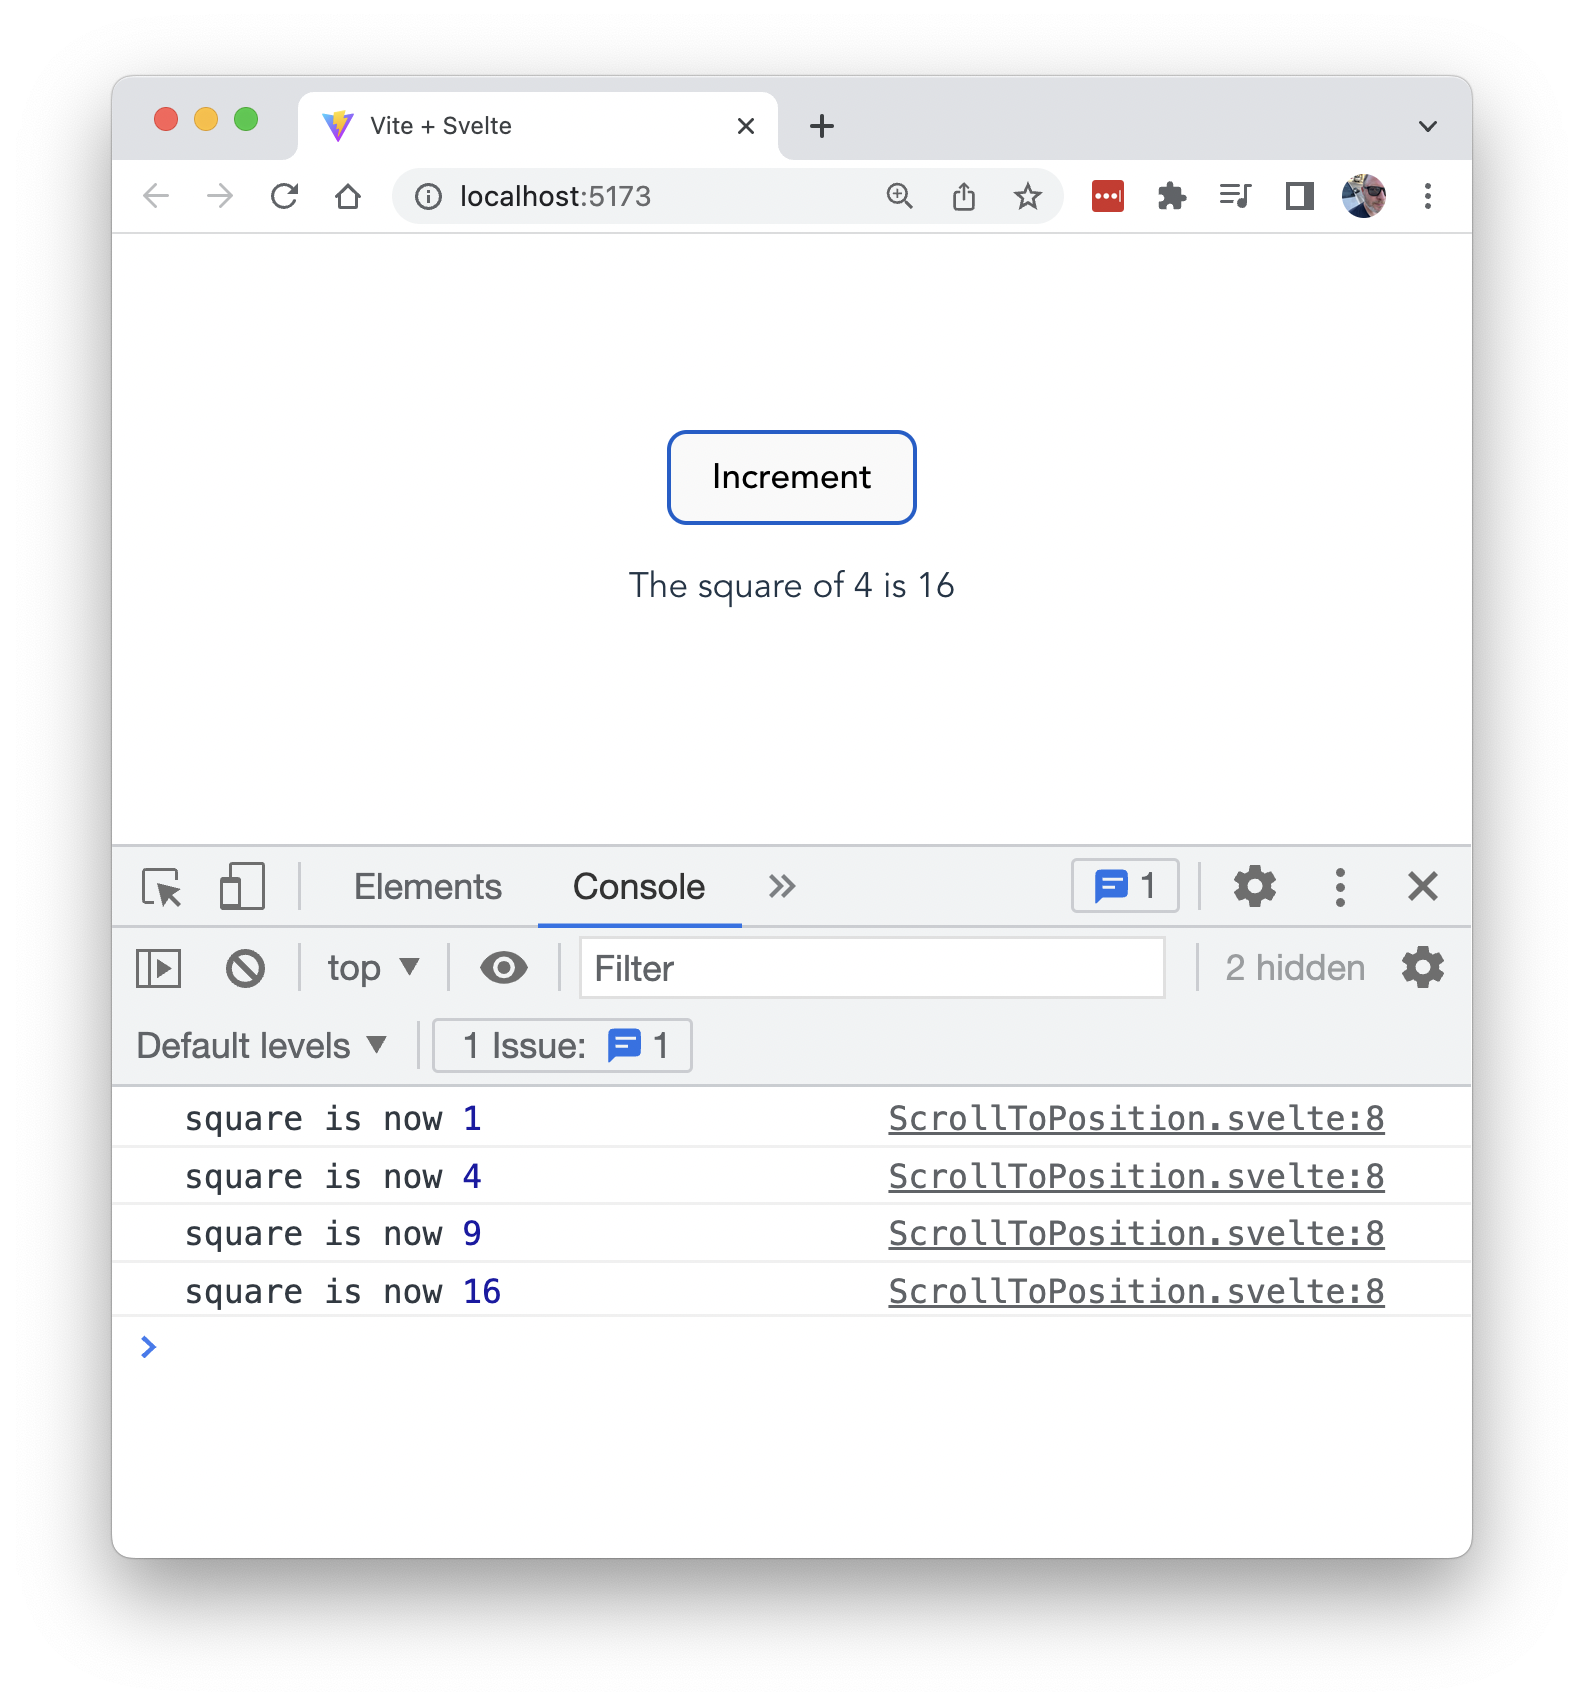 Vite + Svelte
localhost:5173
Increment
The square of 4 is 16
Elements Console 1
top Filter 2 hidden
Default levels 1 Issue: 1
square is now 1 ScrollToPosition.svelte:8
square is now 4 ScrollToPosition.svelte:8
square is now 9 ScrollToPosition.svelte:8
square is now 16 ScrollToPosition.svelte:8